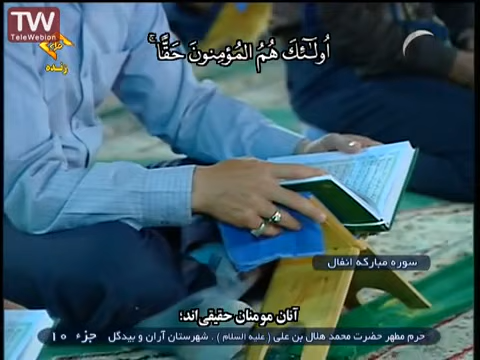 TW
TeleWebion
زنده
أُولَـٰئِكَ هُمُ الْمُؤْمِنُونَ حَقًّا ۚ
سوره مبارکه انفال
آنان مومنان حقیقی‌اند؛
حرم مطهر حضرت محمد هلال بن علی ( علیه السلام ) . شهرستان آران و بیدگل
جزء ۱۰